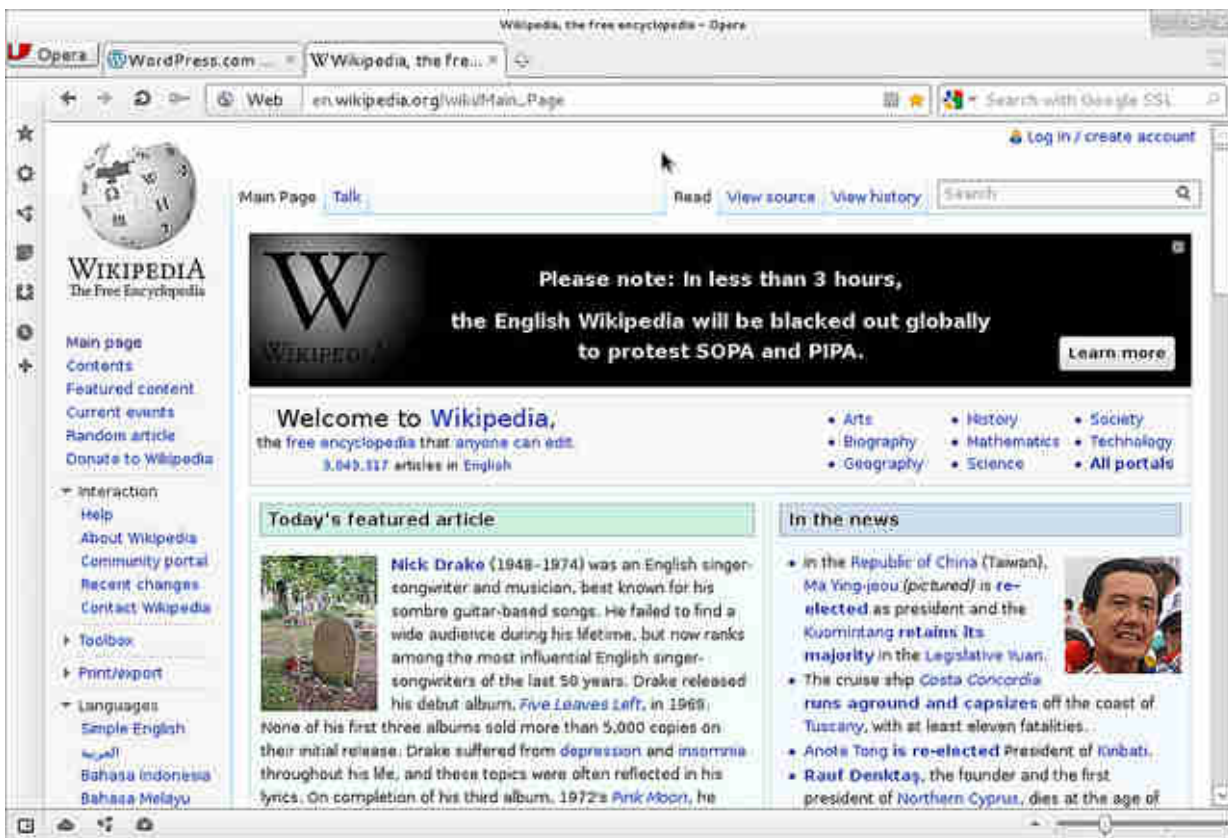 Wikipedia, the free encyclopedia - Opera
Opera
WordPress.com ...
Wikipedia, the fre...
Web
en.wikipedia.org/wiki/Main_Page
Search with Google SSL
Log in / create account
Main Page
Talk
Read
View source
View history
Search
WIKIPEDIA
The Free Encyclopedia
Main page
Contents
Featured content
Current events
Random article
Donate to Wikipedia
Interaction
Help
About Wikipedia
Community portal
Recent changes
Contact Wikipedia
Toolbox
Print/export
Languages
Simple English
العربية
Bahasa Indonesia
Bahasa Melayu
W
WIKIPEDIA
Please note: In less than 3 hours,
the English Wikipedia will be blacked out globally
to protest SOPA and PIPA.
Learn more
Welcome to Wikipedia,
the free encyclopedia that anyone can edit.
articles in English
Arts
Biography
Geography
History
Mathematics
Science
Society
Technology
All portals
Today's featured article
Nick Drake (1948–1974) was an English singer-
songwriter and musician, best known for his
sombre guitar-based songs. He failed to find a
wide audience during his lifetime, but now ranks
among the most influential English singer-
songwriters of the last 50 years. Drake released
his debut album, Five Leaves Left, in 1969.
None of his first three albums sold more than 5,000 copies on
their initial release. Drake suffered from depression and insomnia
throughout his life, and these topics were often reflected in his
lyrics. On completion of his third album, 1972's Pink Moon, he
In the news
In the Republic of China (Taiwan),
Ma Ying-jeou (pictured) is re-
elected as president and the
Kuomintang retains its
majority in the Legislative Yuan.
The cruise ship Costa Concordia
runs aground and capsizes off the coast of
Tuscany, with at least eleven fatalities.
Anote Tong is re-elected President of Kiribati.
Rauf Denktaş, the founder and the first
president of Northern Cyprus, dies at the age of